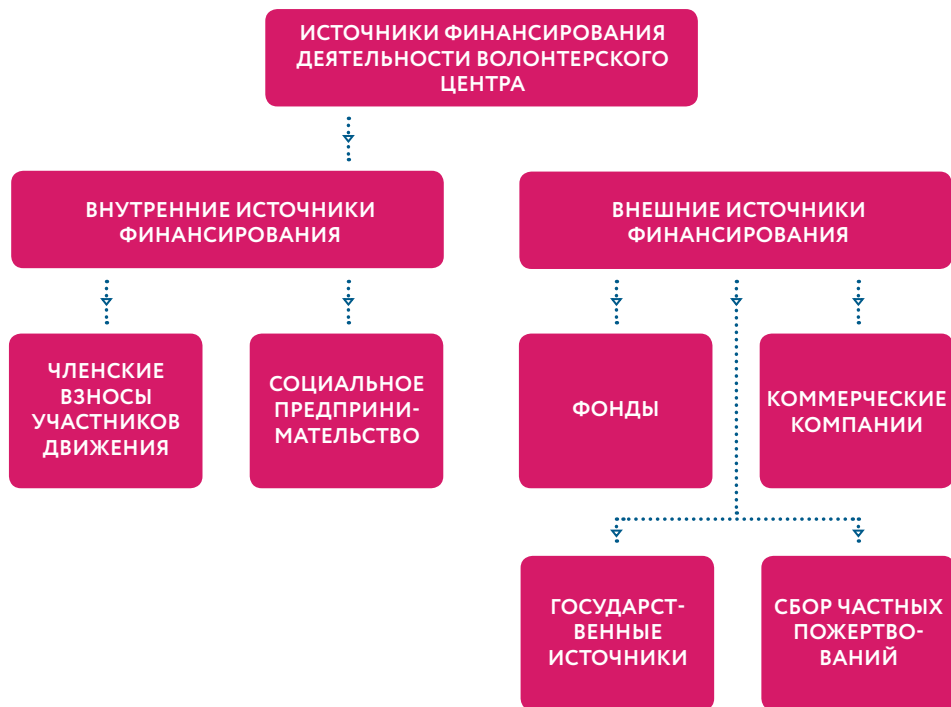 ИСТОЧНИКИ ФИНАНСИРОВАНИЯ
ДЕЯТЕЛЬНОСТИ ВОЛОНТЕРСКОГО
ЦЕНТРА
ВНУТРЕННИЕ ИСТОЧНИКИ
ФИНАНСИРОВАНИЯ
ВНЕШНИЕ ИСТОЧНИКИ
ФИНАНСИРОВАНИЯ
ЧЛЕНСКИЕ
ВЗНОСЫ
УЧАСТНИКОВ
ДВИЖЕНИЯ
СОЦИАЛЬНОЕ
ПРЕДПРИНИ-
МАТЕЛЬСТВО
ФОНДЫ
КОММЕРЧЕСКИЕ
КОМПАНИИ
ГОСУДАРСТ-
ВЕННЫЕ
ИСТОЧНИКИ
СБОР ЧАСТНЫХ
ПОЖЕРТВО-
ВАНИЙ